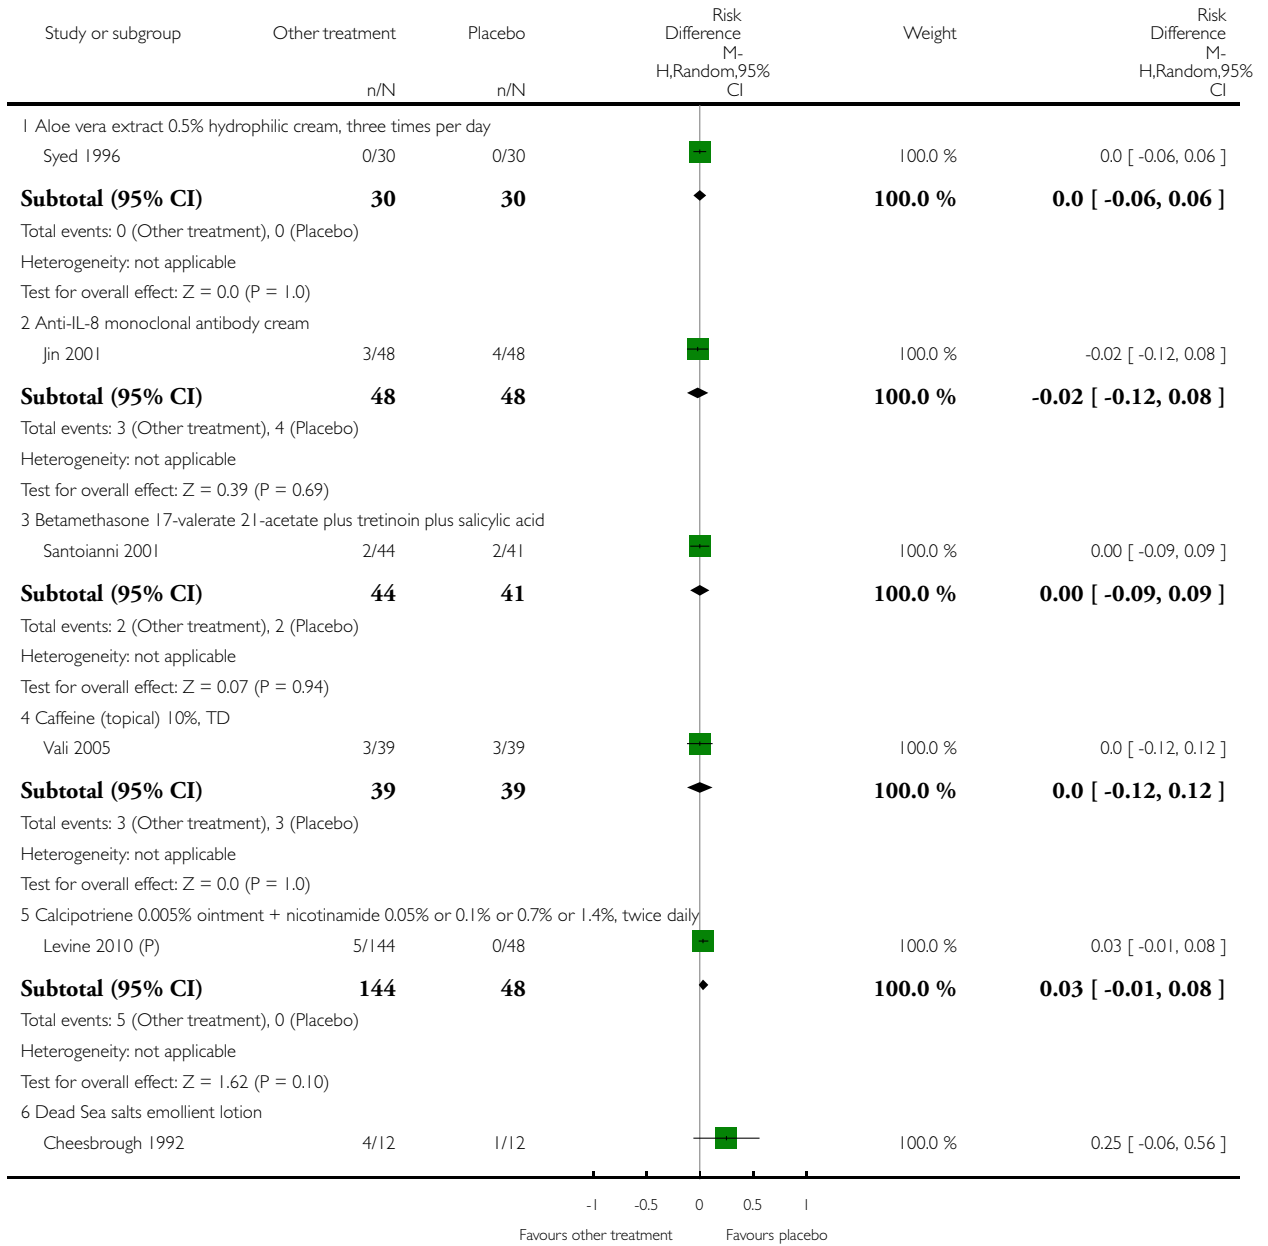 Study or subgroup Other treatment Placebo Risk Difference M-H,Random,95% CI Weight Risk Difference M-H,Random,95% CI
n/N n/N
1 Aloe vera extract 0.5% hydrophilic cream, three times per day
Syed 1996 0/30 0/30 100.0 % 0.0 [ -0.06, 0.06 ]
Subtotal (95% CI) 30 30 100.0 % 0.0 [ -0.06, 0.06 ]
Total events: 0 (Other treatment), 0 (Placebo)
Heterogeneity: not applicable
Test for overall effect: Z = 0.0 (P = 1.0)
2 Anti-IL-8 monoclonal antibody cream
Jin 2001 3/48 4/48 100.0 % -0.02 [ -0.12, 0.08 ]
Subtotal (95% CI) 48 48 100.0 % -0.02 [ -0.12, 0.08 ]
Total events: 3 (Other treatment), 4 (Placebo)
Heterogeneity: not applicable
Test for overall effect: Z = 0.39 (P = 0.69)
3 Betamethasone 17-valerate 21-acetate plus tretinoin plus salicylic acid
Santoianni 2001 2/44 2/41 100.0 % 0.00 [ -0.09, 0.09 ]
Subtotal (95% CI) 44 41 100.0 % 0.00 [ -0.09, 0.09 ]
Total events: 2 (Other treatment), 2 (Placebo)
Heterogeneity: not applicable
Test for overall effect: Z = 0.07 (P = 0.94)
4 Caffeine (topical) 10%, TD
Vali 2005 3/39 3/39 100.0 % 0.0 [ -0.12, 0.12 ]
Subtotal (95% CI) 39 39 100.0 % 0.0 [ -0.12, 0.12 ]
Total events: 3 (Other treatment), 3 (Placebo)
Heterogeneity: not applicable
Test for overall effect: Z = 0.0 (P = 1.0)
5 Calcipotriene 0.005% ointment + nicotinamide 0.05% or 0.1% or 0.7% or 1.4%, twice daily
Levine 2010 (P) 5/144 0/48 100.0 % 0.03 [ -0.01, 0.08 ]
Subtotal (95% CI) 144 48 100.0 % 0.03 [ -0.01, 0.08 ]
Total events: 5 (Other treatment), 0 (Placebo)
Heterogeneity: not applicable
Test for overall effect: Z = 1.62 (P = 0.10)
6 Dead Sea salts emollient lotion
Cheesbrough 1992 4/12 1/12 100.0 % 0.25 [ -0.06, 0.56 ]
-1 -0.5 0 0.5 1
Favours other treatment Favours placebo